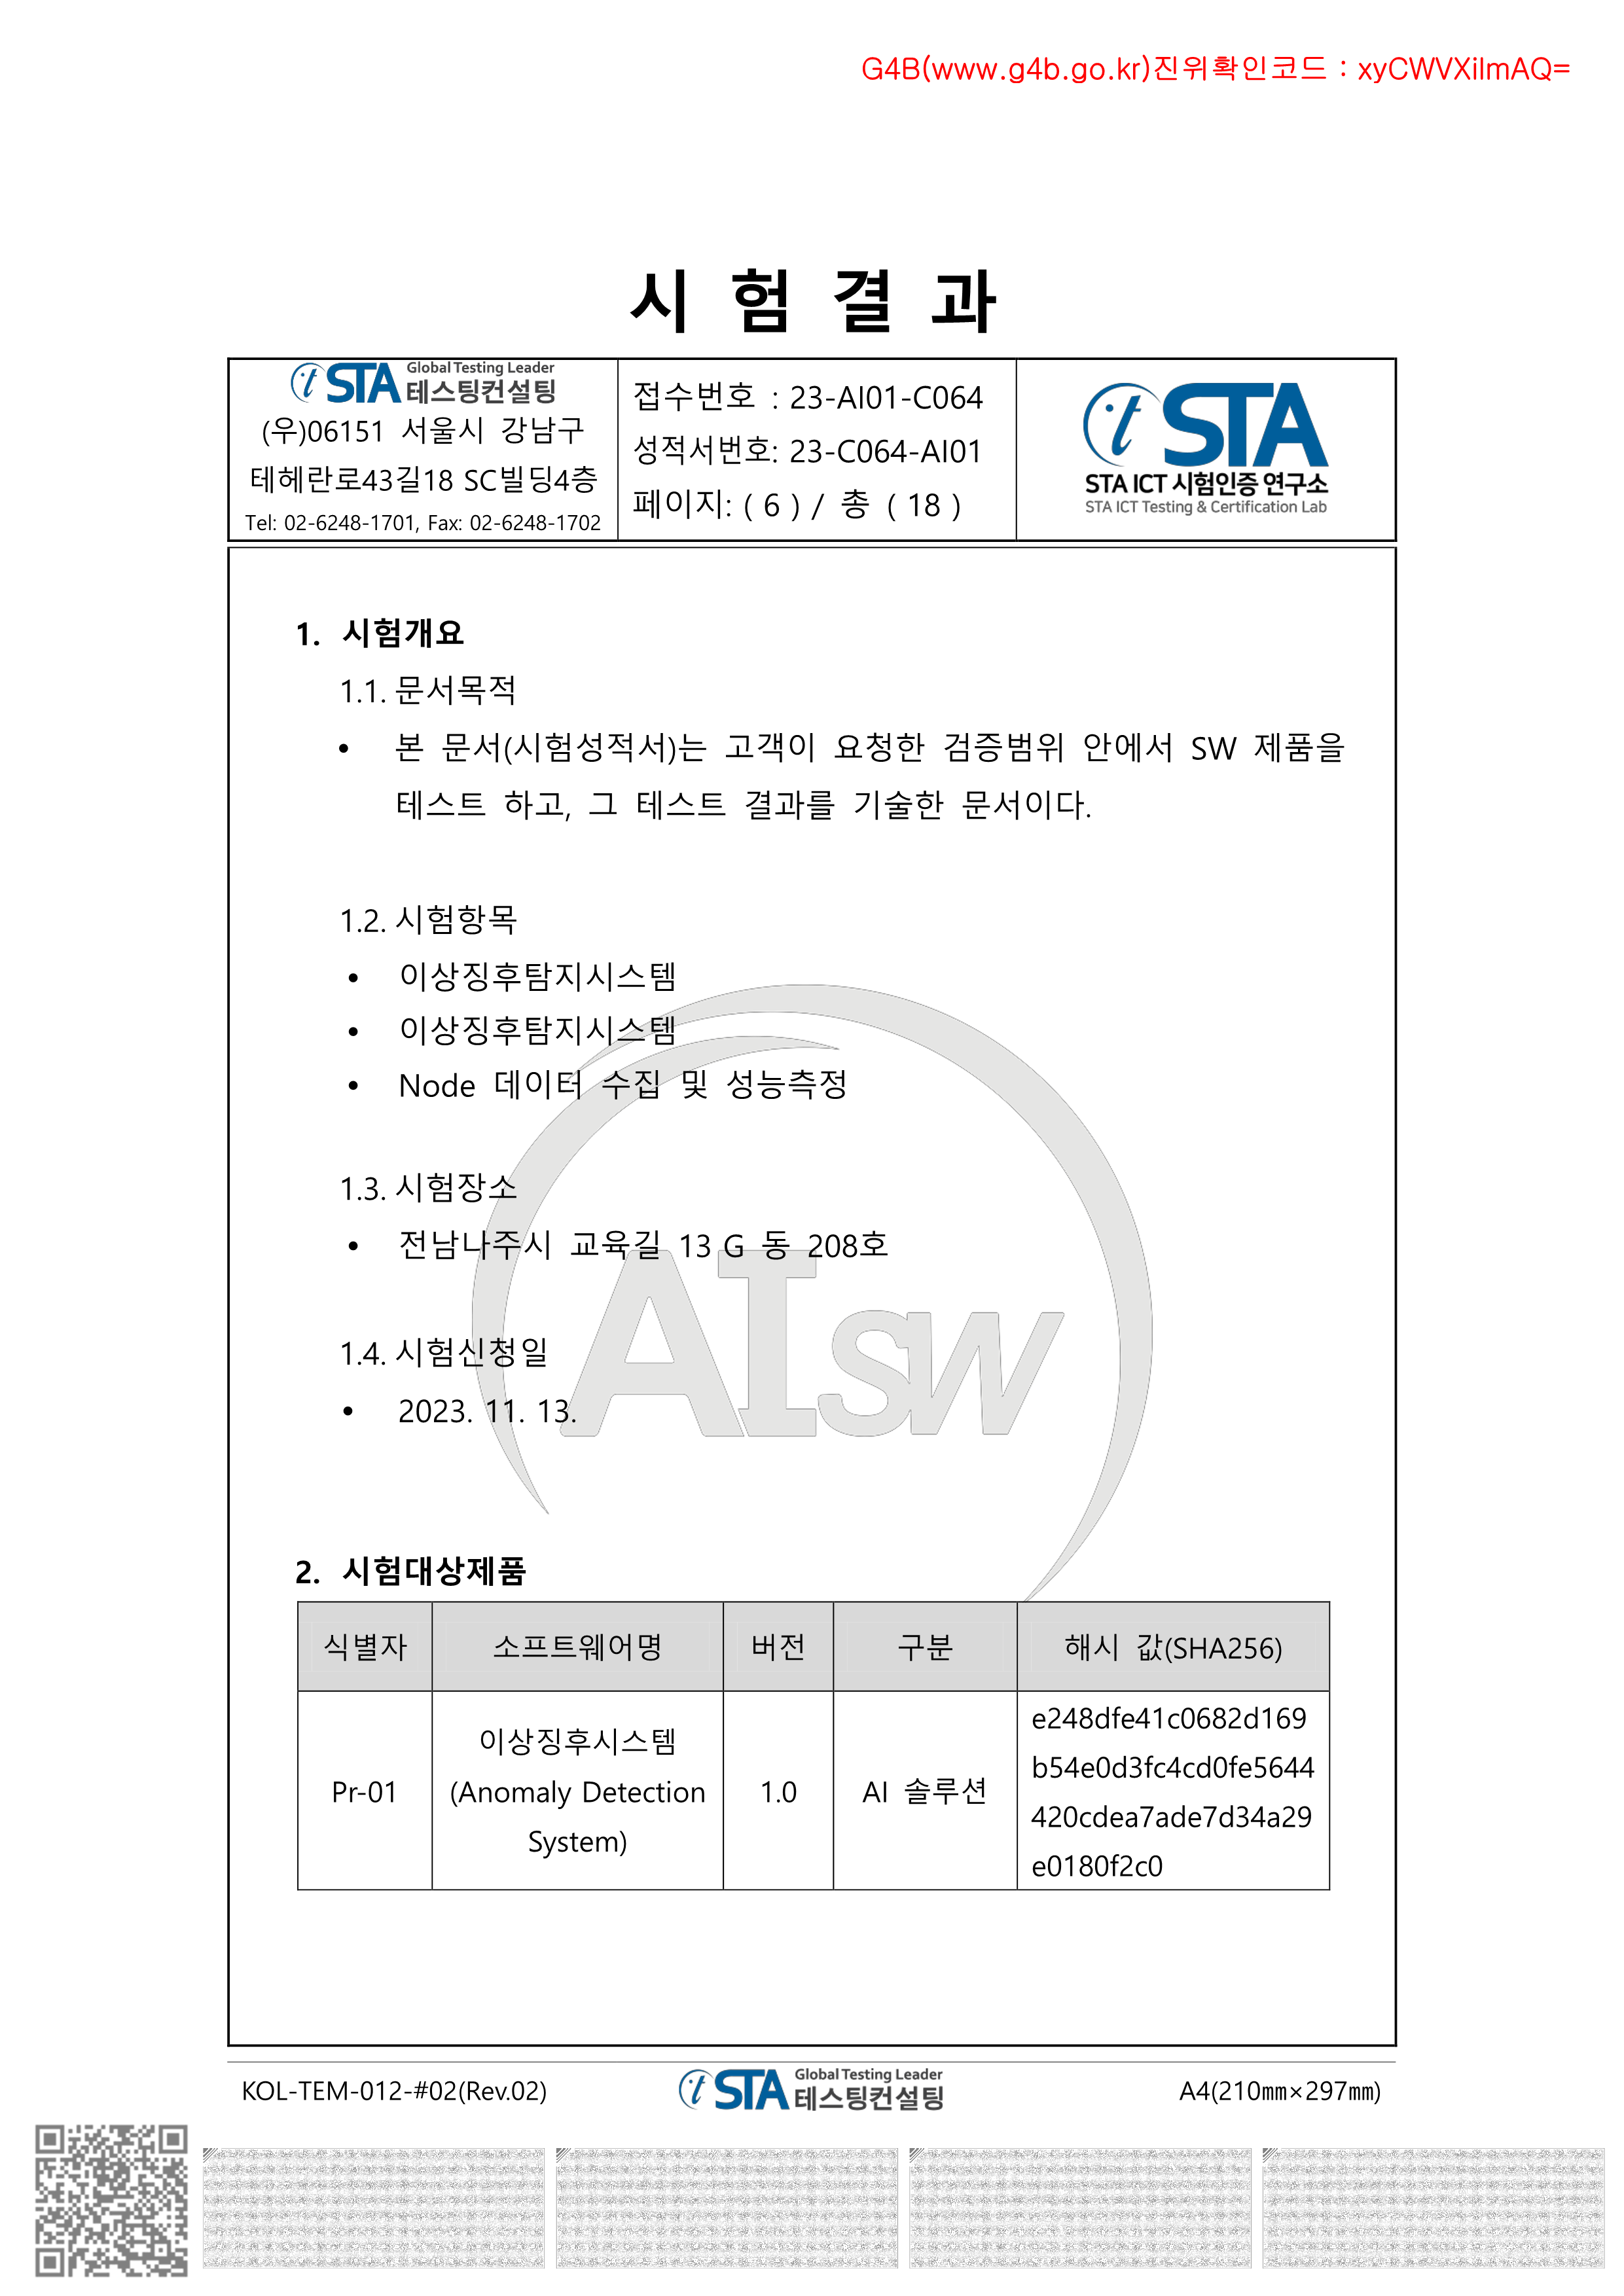 G4B(www.g4b.go.kr)진위확인코드 : xyCWVXiImAQ=
시 험 결 과
STA Global Testing Leader
테스팅컨설팅
(우)06151 서울시 강남구
테헤란로43길18 SC빌딩4층
Tel: 02-6248-1701, Fax: 02-6248-1702
접수번호 : 23-AI01-C064
성적서번호: 23-C064-AI01
페이지: ( 6 ) / 총 ( 18 )
STA
STA ICT 시험인증 연구소
STA ICT Testing & Certification Lab
1. 시험개요
1.1. 문서목적
• 본 문서(시험성적서)는 고객이 요청한 검증범위 안에서 SW 제품을
테스트 하고, 그 테스트 결과를 기술한 문서이다.
1.2. 시험항목
• 이상징후탐지시스템
• 이상징후탐지시스템
• Node 데이터 수집 및 성능측정
1.3. 시험장소
• 전남나주시 교육길 13 G 동 208호
1.4. 시험신청일
• 2023. 11. 13.
AIsw
2. 시험대상제품
식별자 소프트웨어명 버전 구분 해시 값(SHA256)
Pr-01
이상징후시스템
(Anomaly Detection
System)
1.0
AI 솔루션
e248dfe41c0682d169
b54e0d3fc4cd0fe5644
420cdea7ade7d34a29
e0180f2c0
KOL-TEM-012-#02(Rev.02)
STA Global Testing Leader
테스팅컨설팅
A4(210㎜×297㎜)